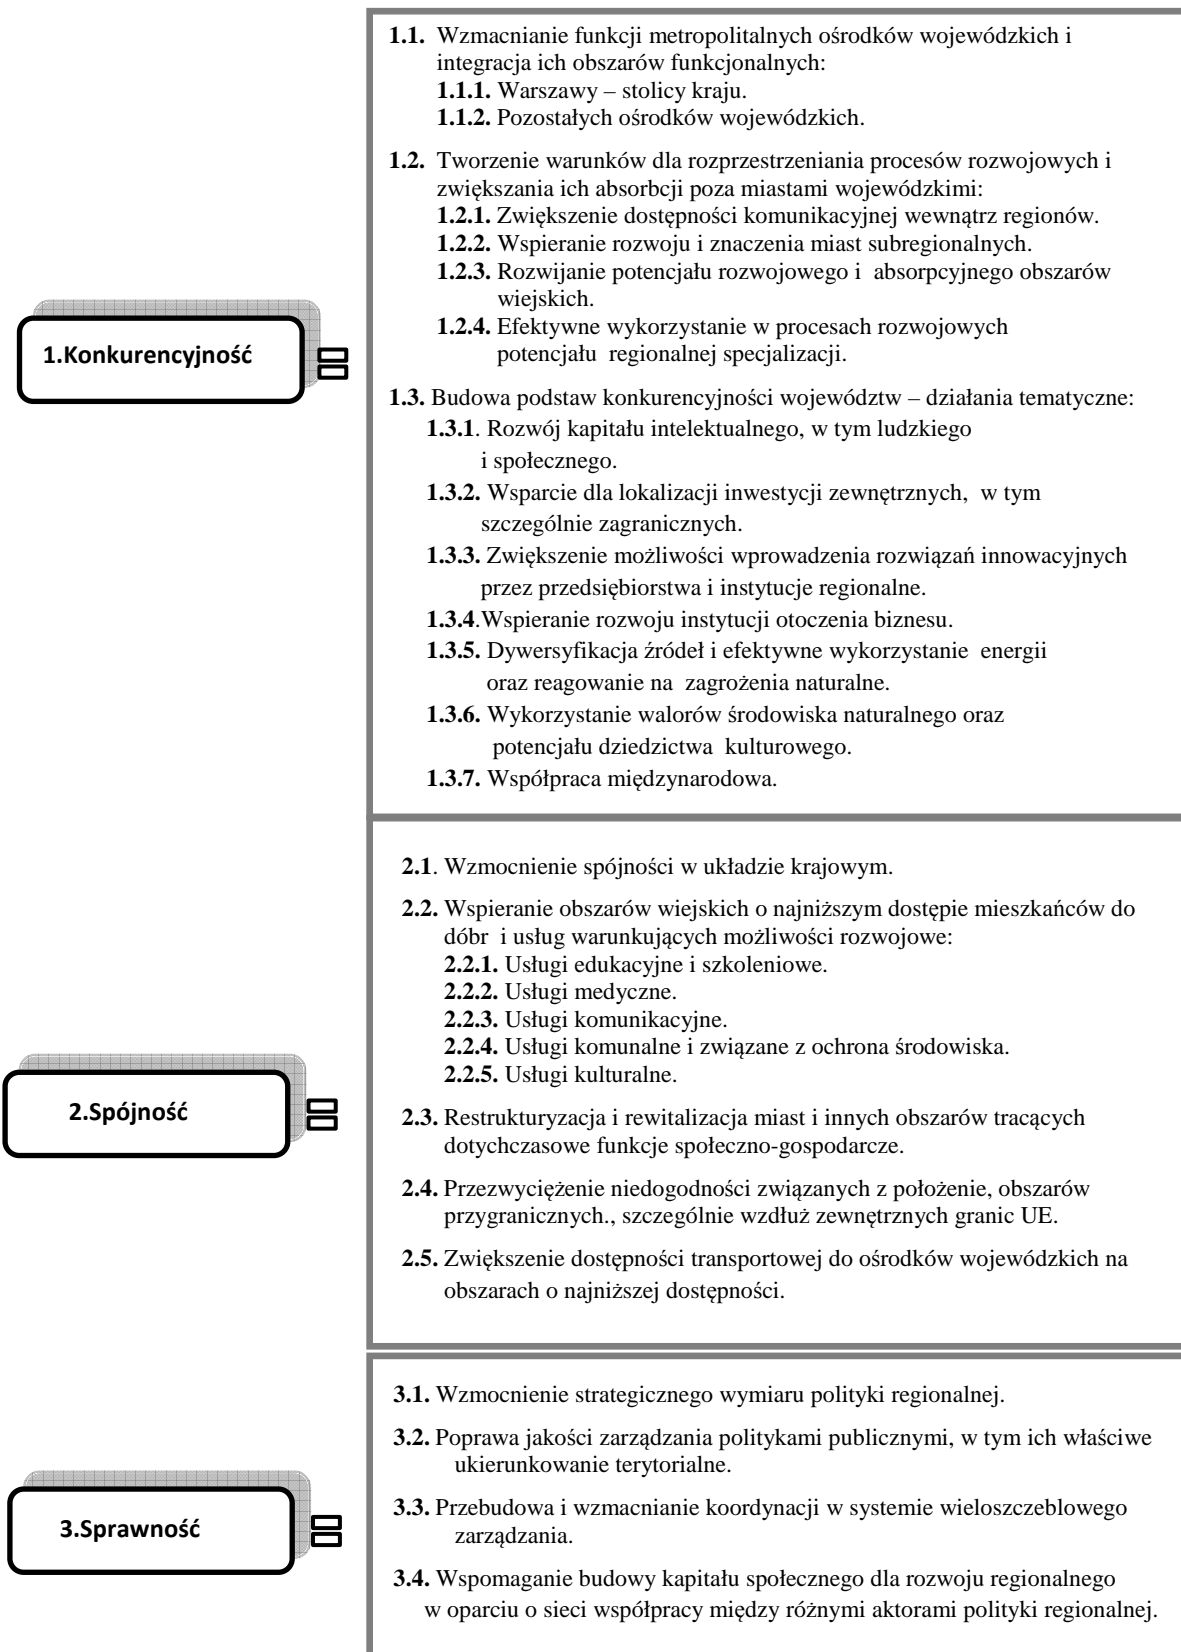 1.1. Wzmacnianie funkcji metropolitalnych ośrodków wojewódzkich i
integracja ich obszarów funkcjonalnych:
1.1.1. Warszawy – stolicy kraju.
1.1.2. Pozostałych ośrodków wojewódzkich.
1.2. Tworzenie warunków dla rozprzestrzeniania procesów rozwojowych i
zwiększania ich absorbcji poza miastami wojewódzkimi:
1.2.1. Zwiększenie dostępności komunikacyjnej wewnątrz regionów.
1.2.2. Wspieranie rozwoju i znaczenia miast subregionalnych.
1.2.3. Rozwijanie potencjału rozwojowego i absorpcyjnego obszarów
wiejskich.
1.2.4. Efektywne wykorzystanie w procesach rozwojowych
potencjału regionalnej specjalizacji.
1.Konkurencyjność
1.3. Budowa podstaw konkurencyjności województw – działania tematyczne:
1.3.1. Rozwój kapitału intelektualnego, w tym ludzkiego
i społecznego.
1.3.2. Wsparcie dla lokalizacji inwestycji zewnętrznych, w tym
szczególnie zagranicznych.
1.3.3. Zwiększenie możliwości wprowadzenia rozwiązań innowacyjnych
przez przedsiębiorstwa i instytucje regionalne.
1.3.4.Wspieranie rozwoju instytucji otoczenia biznesu.
1.3.5. Dywersyfikacja źródeł i efektywne wykorzystanie energii
oraz reagowanie na zagrożenia naturalne.
1.3.6. Wykorzystanie walorów środowiska naturalnego oraz
potencjału dziedzictwa kulturowego.
1.3.7. Współpraca międzynarodowa.
2.1. Wzmocnienie spójności w układzie krajowym.
2.2. Wspieranie obszarów wiejskich o najniższym dostępie mieszkańców do
dóbr i usług warunkujących możliwości rozwojowe:
2.2.1. Usługi edukacyjne i szkoleniowe.
2.2.2. Usługi medyczne.
2.2.3. Usługi komunikacyjne.
2.2.4. Usługi komunalne i związane z ochrona środowiska.
2.2.5. Usługi kulturalne.
2.Spójność
2.3. Restrukturyzacja i rewitalizacja miast i innych obszarów tracących
dotychczasowe funkcje społeczno-gospodarcze.
2.4. Przezwyciężenie niedogodności związanych z położenie, obszarów
przygranicznych., szczególnie wzdłuż zewnętrznych granic UE.
2.5. Zwiększenie dostępności transportowej do ośrodków wojewódzkich na
obszarach o najniższej dostępności.
3.1. Wzmocnienie strategicznego wymiaru polityki regionalnej.
3.2. Poprawa jakości zarządzania politykami publicznymi, w tym ich właściwe
ukierunkowanie terytorialne.
3.Sprawność
3.3. Przebudowa i wzmacnianie koordynacji w systemie wieloszczeblowego
zarządzania.
3.4. Wspomaganie budowy kapitału społecznego dla rozwoju regionalnego
w oparciu o sieci współpracy między różnymi aktorami polityki regionalnej.